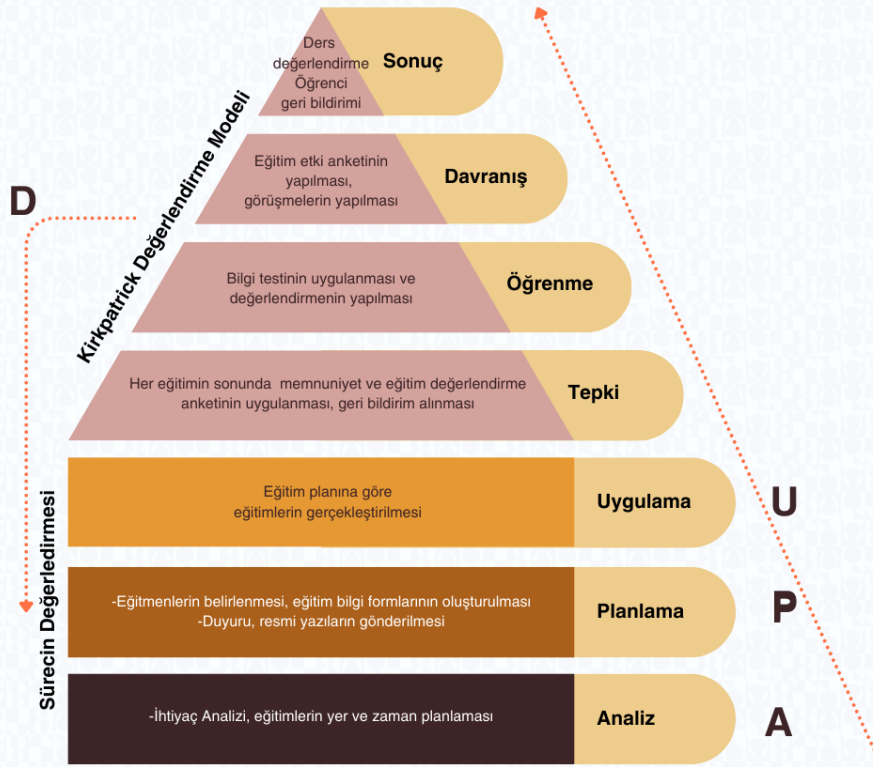 Ders
değerlendirme
Öğrenci
geri bildirimi
Sonuç
Kirkpatrick Değerlendirme Modeli
Eğitim etki anketinin
yapılması,
görüşmelerin yapılması
Davranış
D
Bilgi testinin uygulanması ve
değerlendirmenin yapılması
Öğrenme
Her eğitimin sonunda memnuniyet ve eğitim değerlendirme
anketinin uygulanması, geri bildirim alınması
Tepki
Sürecin Değerledirmesi
Eğitim planına göre
eğitimlerin gerçekleştirilmesi
Uygulama
U
-Eğitmenlerin belirlenmesi, eğitim bilgi formlarının oluşturulması
-Duyuru, resmi yazıların gönderilmesi
Planlama
P
-İhtiyaç Analizi, eğitimlerin yer ve zaman planlaması
Analiz
A